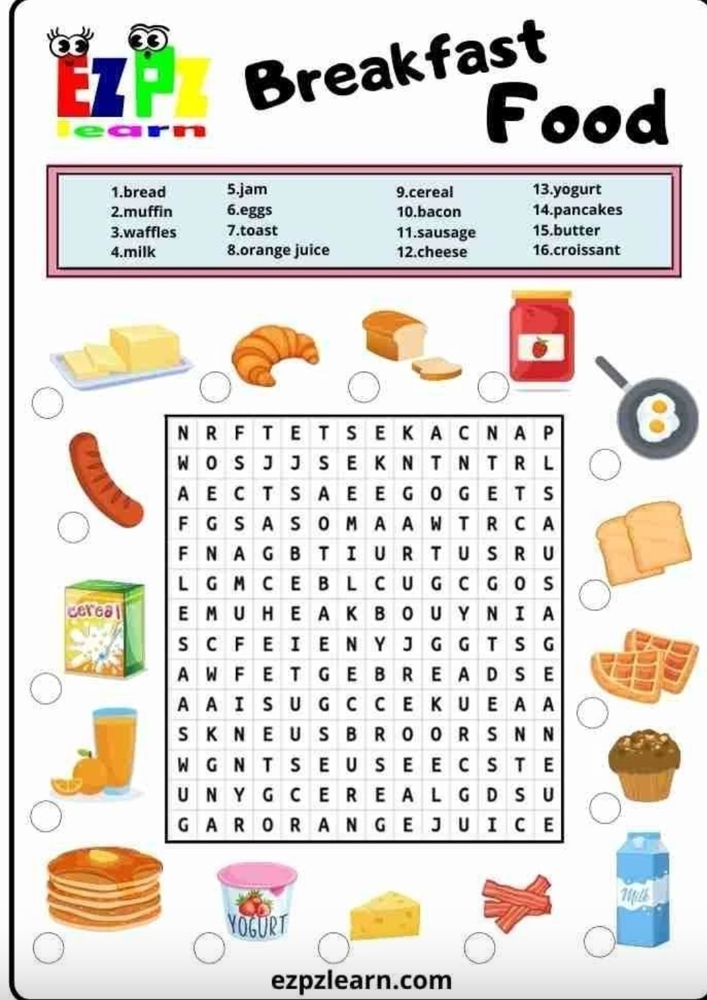 EZPZ
learn
Breakfast
Food
1.bread
2.muffin
3.waffles
4.milk
5.jam
6.eggs
7.toast
8.orange juice
9.cereal
10.bacon
11.sausage
12.cheese
13.yogurt
14.pancakes
15.butter
16.croissant
N R F T E T S E K A C N A P
W O S J J S E K N T N T R L
A E C T S A E E G O G E T S
F G S A S O M A A W T R C A
F N A G B T I U R T U S R U
L G M C E B L C U G C G O S
E M U H E A K B O U Y N I A
S C F E I E N Y J G G T S G
A W F E T G E B R E A D S E
A A I S U G C C E K U E A A
S K N E U S B R O O R S N N
W G N T S E U S E E C S T E
U N Y G C E R E A L G D S U
G A R O R A N G E J U I C E
cereal
Milk
YOGURT
ezpzlearn.com